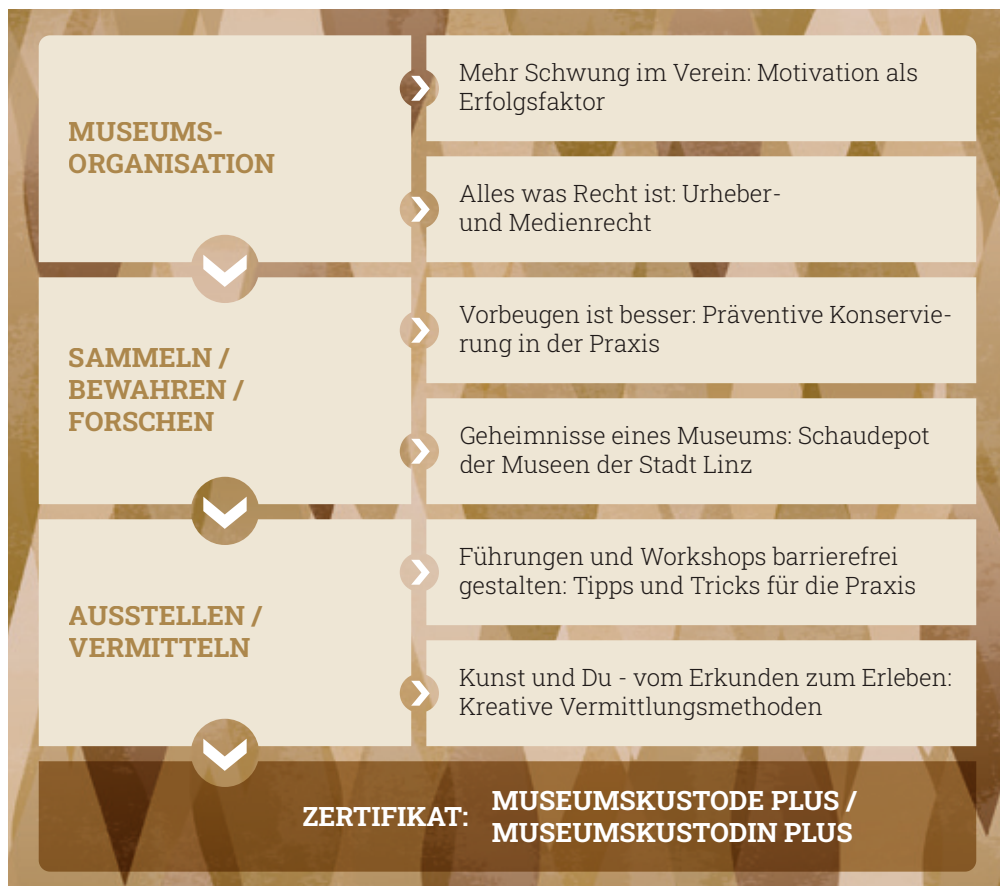 MUSEUMS-
ORGANISATION
Mehr Schwung im Verein: Motivation als
Erfolgsfaktor
Alles was Recht ist: Urheber-
und Medienrecht
SAMMELN /
BEWAHREN /
FORSCHEN
Vorbeugen ist besser: Präventive Konservie-
rung in der Praxis
Geheimnisse eines Museums: Schaudepot
der Museen der Stadt Linz
AUSSTELLEN /
VERMITTELN
Führungen und Workshops barrierefrei
gestalten: Tipps und Tricks für die Praxis
Kunst und Du - vom Erkunden zum Erleben:
Kreative Vermittlungsmethoden
ZERTIFIKAT:
MUSEUMSKUSTODE PLUS /
MUSEUMSKUSTODIN PLUS